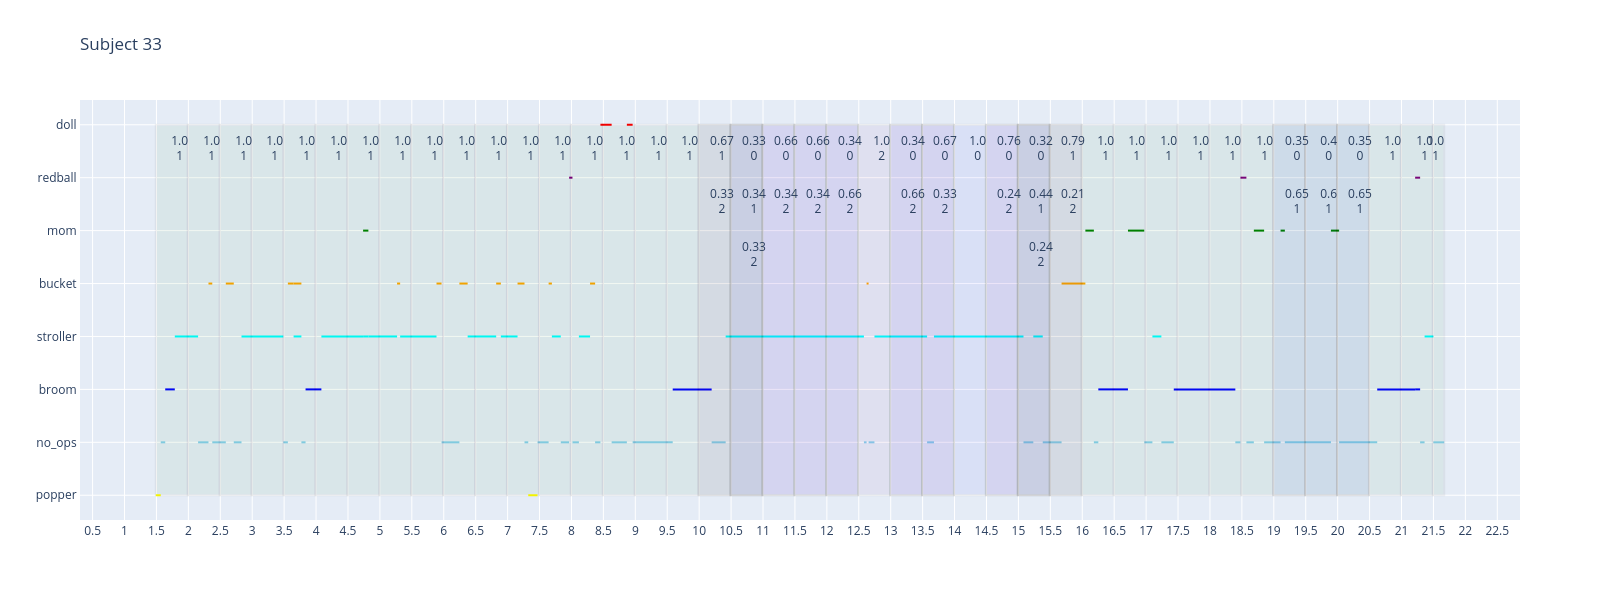 Subject 33
doll
1.0 1.0 1.0 1.0 1.0 1.0 1.0 1.0 1.0 1.0 1.0 1.0 1.0 1.0 1.0 1.0 1.0 0.67 0.33 0.66 0.66 0.34 1.0 0.34 0.67 1.0 0.76 0.32 0.79 1.0 1.0 1.0 1.0 1.0 1.0 0.35 0.4 0.35 1.0 1.0 1.0
1 1 1 1 1 1 1 1 1 1 1 1 1 1 1 1 1 1 0 0 0 0 2 0 0 0 0 0 1 1 1 1 1 1 1 0 0 0 1 1 1
redball
0.33 0.34 0.34 0.34 0.66 0.66 0.33 0.24 0.44 0.21 0.65 0.6 0.65
2 1 2 2 2 2 2 2 1 2 1 1 1
mom
0.33 0.24
2 2
bucket
stroller
broom
no_ops
popper
0.5 1 1.5 2 2.5 3 3.5 4 4.5 5 5.5 6 6.5 7 7.5 8 8.5 9 9.5 10 10.5 11 11.5 12 12.5 13 13.5 14 14.5 15 15.5 16 16.5 17 17.5 18 18.5 19 19.5 20 20.5 21 21.5 22 22.5